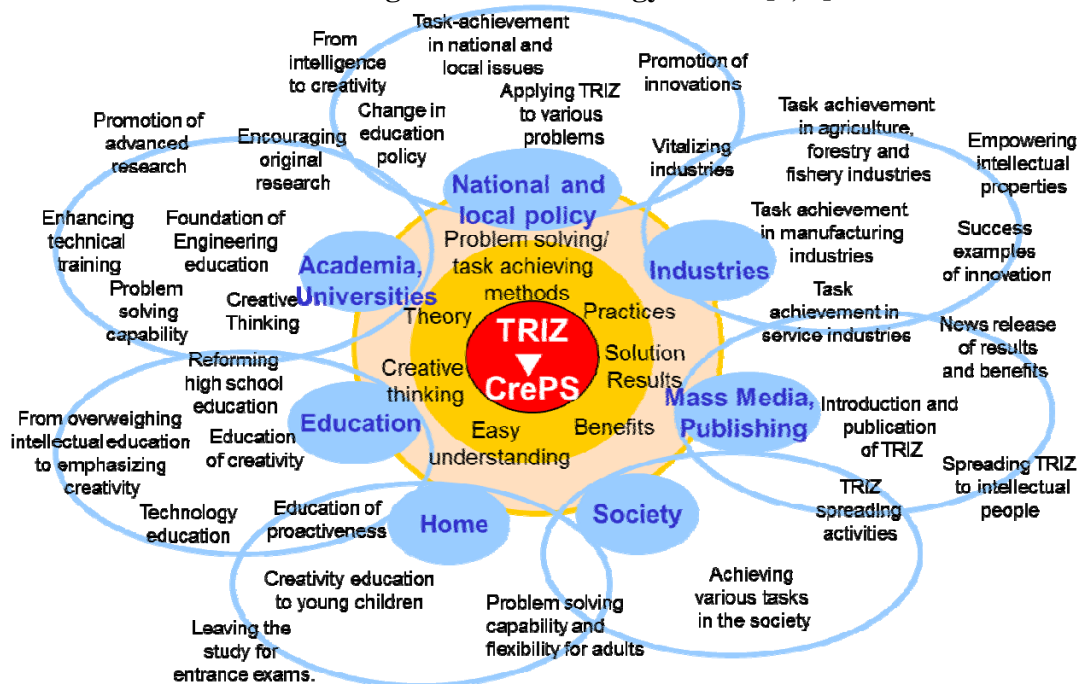 Task-achievement
in national and
local issues
From
intelligence
to creativity
Change in
education
policy
Applying TRIZ
to various
problems
Promotion of
innovations
Vitalizing
industries
Promotion of
advanced
research
Encouraging
original
research
Enhancing
technical
training
Foundation of
Engineering
education
Problem
solving
capability
Creative
Thinking
Task achievement
in agriculture,
forestry and
fishery industries
Empowering
intellectual
properties
Task achievement
in manufacturing
industries
Success
examples
of innovation
Task
achievement in
service industries
National and
local policy
Academia,
Universities
Industries
Problem solving/
task achieving
methods
Theory
Practices
TRIZ
CrePS
Creative
thinking
Solution
Results
Easy
understanding
Benefits
Education
Mass Media,
Publishing
Home
Society
Reforming
high school
education
From overweighing
intellectual education
to emphasizing
creativity
Education
of creativity
Technology
education
Education of
proactiveness
News release
of results
and benefits
Introduction and
publication
of TRIZ
Spreading TRIZ
to intellectual
people
TRIZ
spreading
activities
Creativity education
to young children
Leaving the
study for
entrance exams.
Problem solving
capability and
flexibility for adults
Achieving
various tasks
in the society